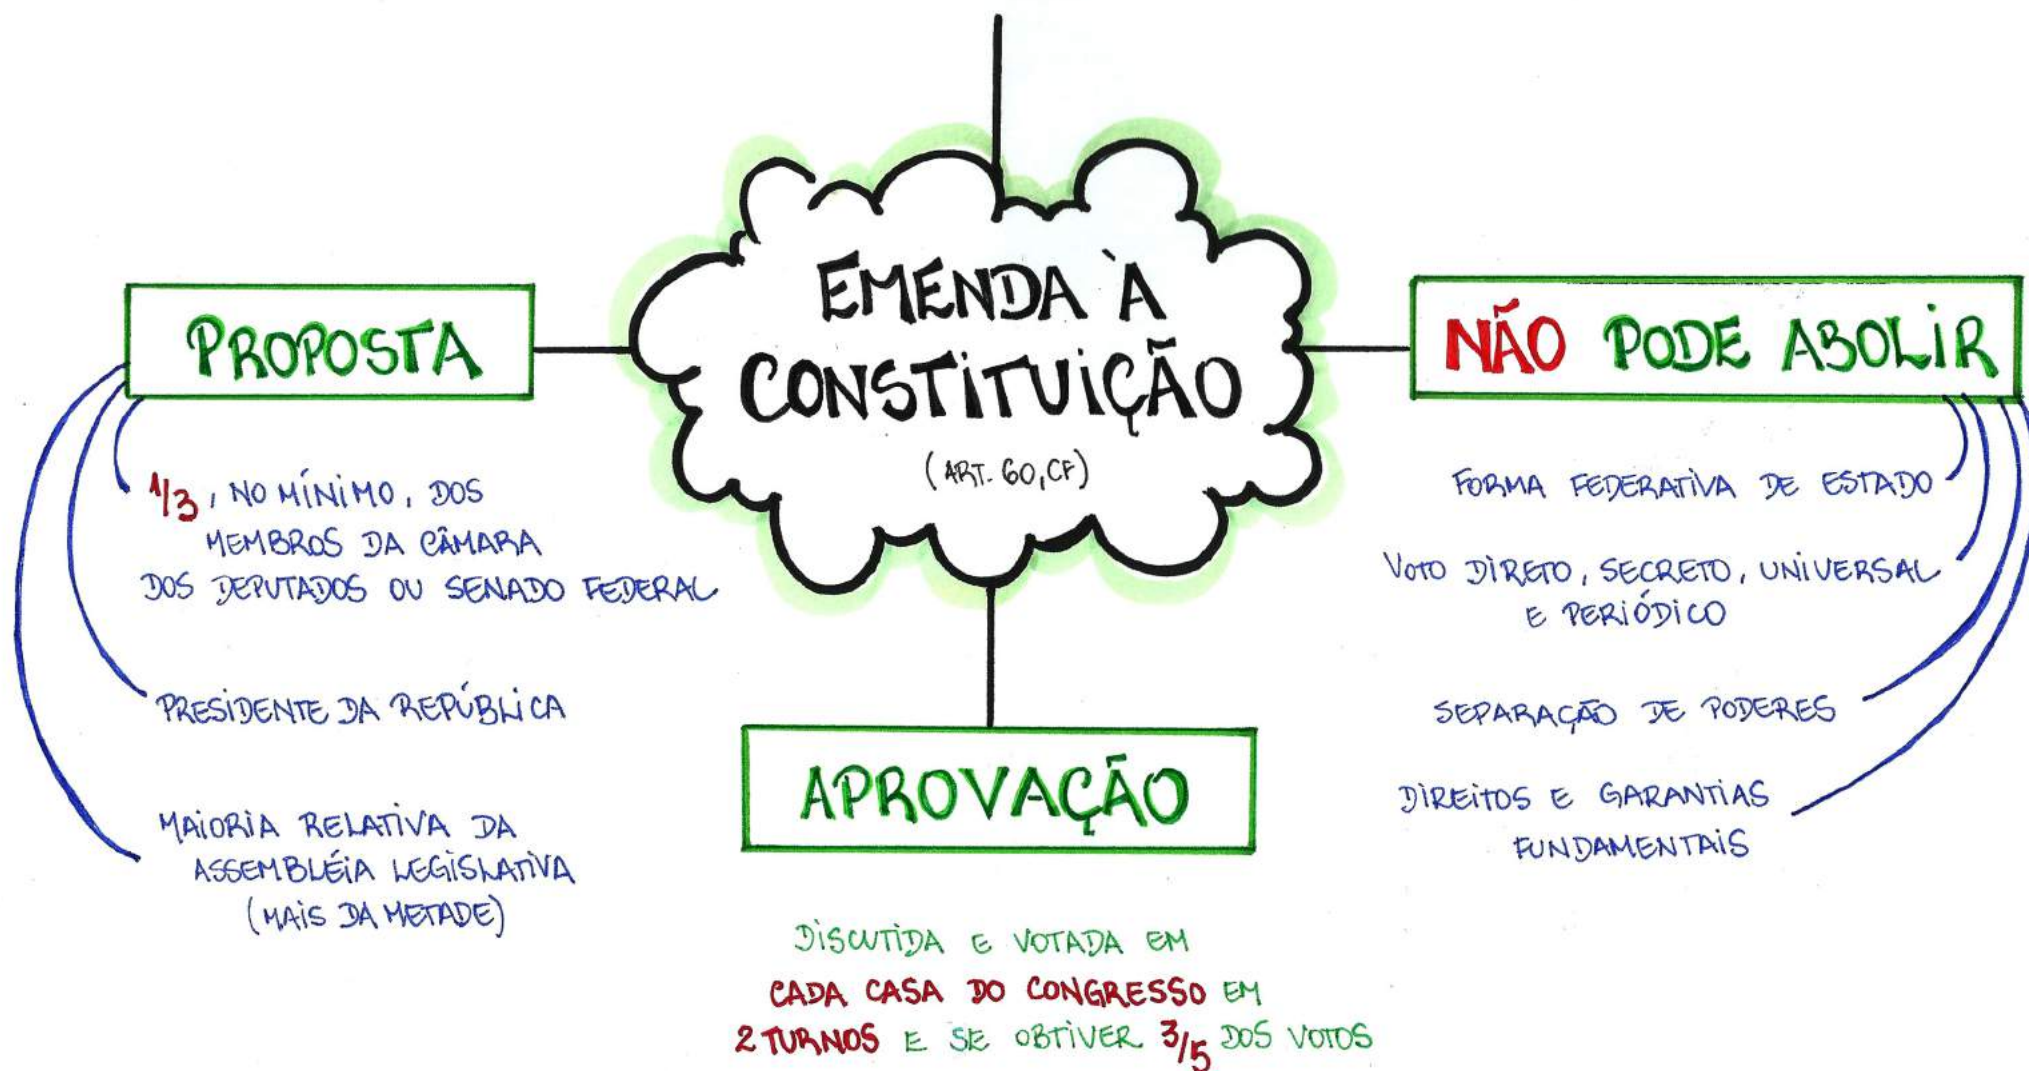 EMENDA À
CONSTITUIÇÃO
(ART. 60, CF)
PROPOSTA
1/3, NO MÍNIMO, DOS
MEMBROS DA CÂMARA
DOS DEPUTADOS OU SENADO FEDERAL
PRESIDENTE DA REPÚBLICA
MAIORIA RELATIVA DA
ASSEMBLÉIA LEGISLATIVA
(MAIS DA METADE)
APROVAÇÃO
DISCUTIDA E VOTADA EM
CADA CASA DO CONGRESSO EM
2 TURNOS E SE OBTIVER 3/5 DOS VOTOS
NÃO PODE ABOLIR
FORMA FEDERATIVA DE ESTADO
VOTO DIRETO, SECRETO, UNIVERSAL
E PERIÓDICO
SEPARAÇÃO DE PODERES
DIREITOS E GARANTIAS
FUNDAMENTAIS